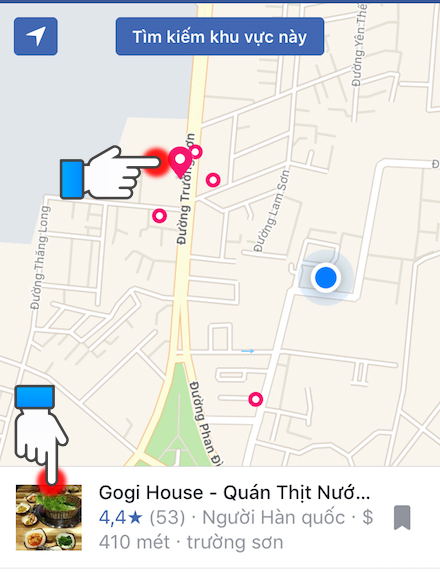 Tìm kiếm khu vực này
Đường Yên Thế
Đường Trường Sơn
Đường Lam Sơn
Đường Thăng Long
Đường Phan Đì
Gogi House - Quán Thịt Nướ...
4,4★ (53) · Người Hàn quốc · $
410 mét · trường sơn